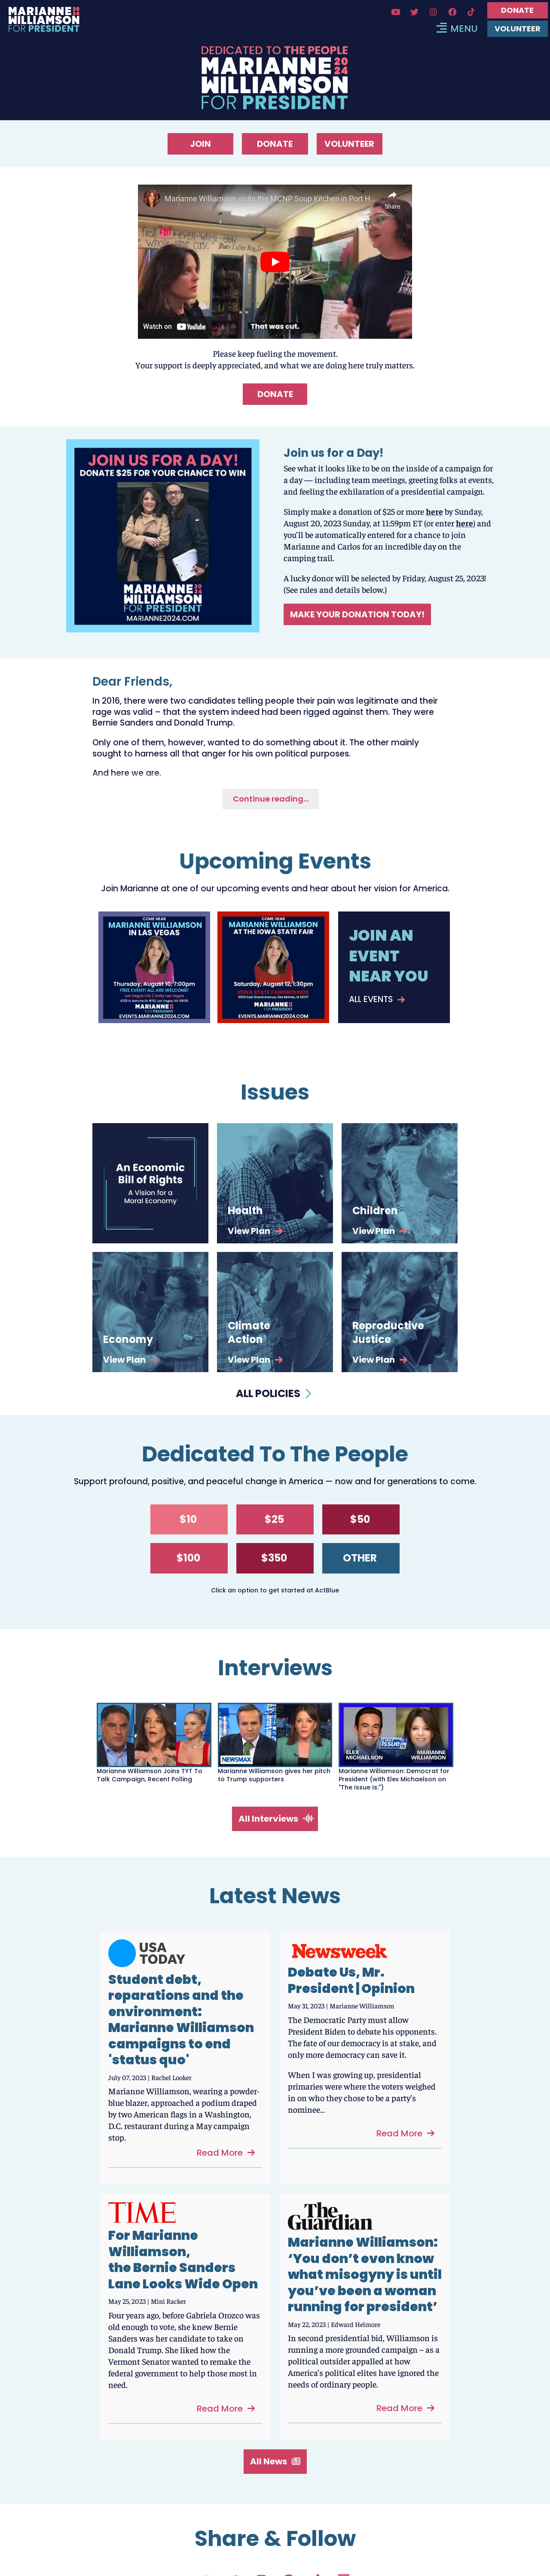 MARIANNE 2024
WILLIAMSON
FOR PRESIDENT
DONATE
MENU
VOLUNTEER
DEDICATED TO THE PEOPLE
MARIANNE 2024
WILLIAMSON
FOR PRESIDENT
JOIN
DONATE
VOLUNTEER
Marianne Williamson visits the MCNP Soup Kitchen in Port H...
Share
Watch on YouTube
That was cut.
Please keep fueling the movement.
Your support is deeply appreciated, and what we are doing here truly matters.
DONATE
JOIN US FOR A DAY!
DONATE $25 FOR YOUR CHANCE TO WIN
MARIANNE 2024
WILLIAMSON
FOR PRESIDENT
MARIANNE2024.COM
Join us for a Day!
See what it looks like to be on the inside of a campaign for
a day — including team meetings, greeting folks at events,
and feeling the exhilaration of a presidential campaign.
Simply make a donation of $25 or more here by Sunday,
August 20, 2023 Sunday, at 11:59pm ET (or enter here) and
you'll be automatically entered for a chance to join
Marianne and Carlos for an incredible day on the
camping trail.
A lucky donor will be selected by Friday, August 25, 2023!
(See rules and details below.)
MAKE YOUR DONATION TODAY!
Dear Friends,
In 2016, there were two candidates telling people their pain was legitimate and their
rage was valid – that the system indeed had been rigged against them. They were
Bernie Sanders and Donald Trump.
Only one of them, however, wanted to do something about it. The other mainly
sought to harness all that anger for his own political purposes.
And here we are.
Continue reading...
Upcoming Events
Join Marianne at one of our upcoming events and hear about her vision for America.
COME HEAR
MARIANNE WILLIAMSON
IN LAS VEGAS
Thursday, August 10, 7:00pm
FREE EVENT! ALL ARE WELCOME!
EVENTS.MARIANNE2024.COM
COME HEAR
MARIANNE WILLIAMSON
AT THE IOWA STATE FAIR
Saturday, August 12, 1:30pm
IOWA STATE FAIRGROUNDS
EVENTS.MARIANNE2024.COM
JOIN AN
EVENT
NEAR YOU
ALL EVENTS
Issues
An Economic
Bill of Rights
A Vision for a
Moral Economy
Health
View Plan
Children
View Plan
Economy
View Plan
Climate
Action
View Plan
Reproductive
Justice
View Plan
ALL POLICIES
Dedicated To The People
Support profound, positive, and peaceful change in America — now and for generations to come.
$10
$25
$50
$100
$350
OTHER
Click an option to get started at ActBlue
Interviews
NEWSMAX
THE ISSUE IS:
ELEX
MICHAELSON
MARIANNE
WILLIAMSON
Marianne Williamson Joins TYT To
Talk Campaign, Recent Polling
Marianne Williamson gives her pitch
to Trump supporters
Marianne Williamson: Democrat for
President (with Elex Michaelson on
"The Issue Is:")
All Interviews
Latest News
USA
TODAY
Student debt,
reparations and the
environment:
Marianne Williamson
campaigns to end
'status quo'
July 07, 2023 | Rachel Looker
Marianne Williamson, wearing a powder-
blue blazer, approached a podium draped
by two American flags in a Washington,
D.C. restaurant during a May campaign
stop.
Read More
Newsweek
Debate Us, Mr.
President | Opinion
May 31, 2023 | Marianne Williamson
The Democratic Party must allow
President Biden to debate his opponents.
The fate of our democracy is at stake, and
only more democracy can save it.
When I was growing up, presidential
primaries were where the voters weighed
in on who they chose to be a party's
nominee...
Read More
TIME
For Marianne
Williamson,
the Bernie Sanders
Lane Looks Wide Open
May 25, 2023 | Mini Racker
Four years ago, before Gabriela Orozco was
old enough to vote, she knew Bernie
Sanders was her candidate to take on
Donald Trump. She liked how the
Vermont Senator wanted to remake the
federal government to help those most in
need.
Read More
The
Guardian
Marianne Williamson:
‘You don’t even know
what misogyny is until
you’ve been a woman
running for president’
May 22, 2023 | Edward Helmore
In second presidential bid, Williamson is
running a more grounded campaign – as a
political outsider appalled at how
America’s political elites have ignored the
needs of ordinary people.
Read More
All News
Share & Follow